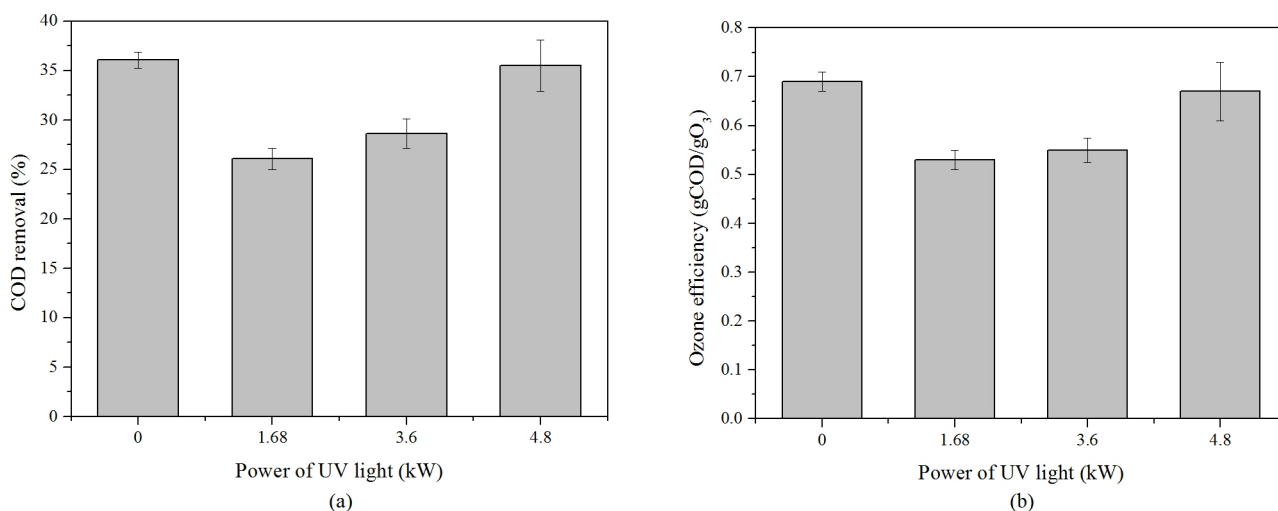 40
35
30
25
20
15
10
5
0
COD removal (%)
0 1.68 3.6 4.8
Power of UV light (kW)
(a)
0.8
0.7
0.6
0.5
0.4
0.3
0.2
0.1
0.0
Ozone efficiency (gCOD/gO₃)
0 1.68 3.6 4.8
Power of UV light (kW)
(b)